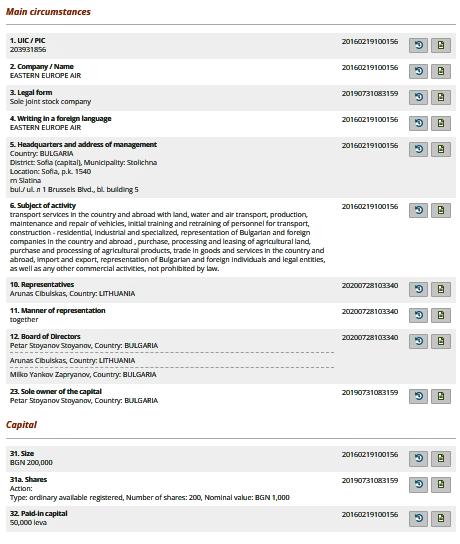 Main circumstances
1. UIC / PIC 20160219100156
203931856
2. Company / Name 20160219100156
EASTERN EUROPE AIR
3. Legal form 20190731083159
Sole joint stock company
4. Writing in a foreign language 20160219100156
EASTERN EUROPE AIR
5. Headquarters and address of management 20160219100156
Country: BULGARIA
District: Sofia (capital), Municipality: Stolichna
Location: Sofia, p.k. 1540
rn Slatina
bul./ ul. n 1 Brussels Blvd., bl. building 5
6. Subject of activity 20160219100156
transport services in the country and abroad with land, water and air transport, production,
maintenance and repair of vehicles, initial training and retraining of personnel for transport,
construction - residential, industrial and specialized, representation of Bulgarian and foreign
companies in the country and abroad , purchase, processing and leasing of agricultural land,
purchase and processing of agricultural products, trade in goods and services in the country and
abroad, import and export, representation of Bulgarian and foreign individuals and legal entities,
as well as any other commercial activities, not prohibited by law.
10. Representatives 20200728103340
Arunas Cibulskas, Country: LITHUANIA
11. Manner of representation 20200728103340
together
12. Board of Directors 20200728103340
Petar Stoyanov Stoyanov, Country: BULGARIA
Arunas Cibulskas, Country: LITHUANIA
Milko Yankov Zapryanov, Country: BULGARIA
23. Sole owner of the capital 20190731083159
Petar Stoyanov Stoyanov, Country: BULGARIA
Capital
31. Size 20160219100156
BGN 200,000
31a. Shares 20190731083159
Action:
Type: ordinary available registered, Number of shares: 200, Nominal value: BGN 1,000
32. Paid-in capital 20160219100156
50,000 leva